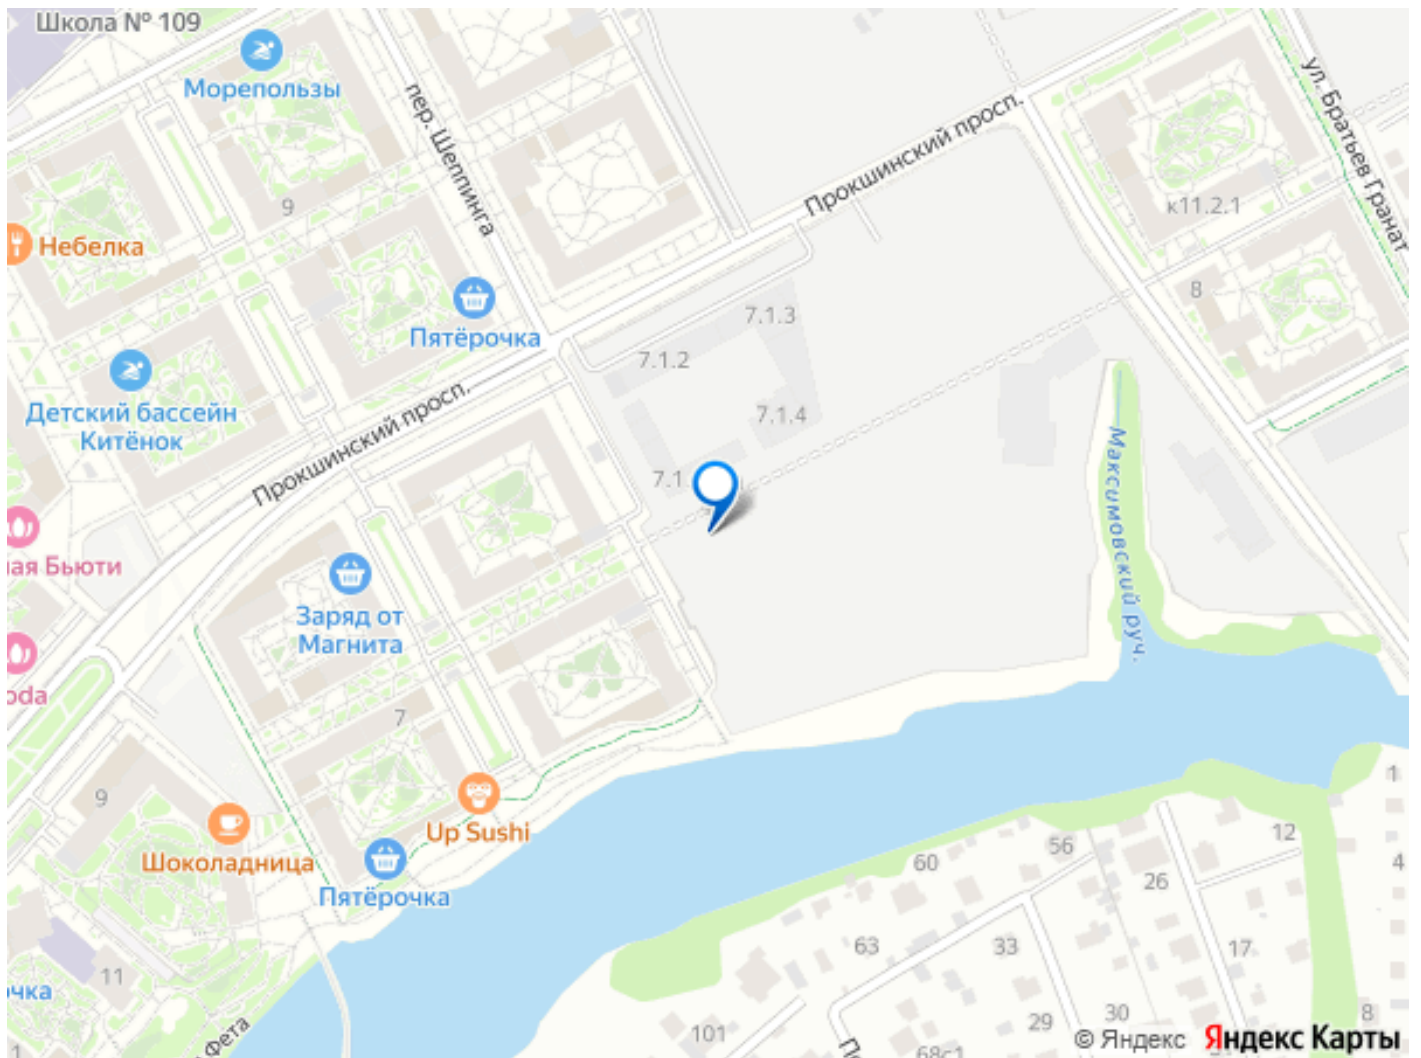 Школа № 109
Морепользы
пер. Шеппинга
9
Небелка
Пятёрочка
Детский бассейн
Китёнок
Прокшинский просп.
Прокшинский просп.
ул. Братьев Гранат
к11.2.1
8
7.1.3
7.1.2
7.1.4
7.1
Максимовский руч.
ая Бьюти
Заряд от
Магнита
oda
7
9
Up Sushi
Шоколадница
Пятёрочка
11
чка
Фета
1
1
12
56
60
4
26
63
33
17
30
29
101
68с1
8
© Яндекс Яндекс Карты